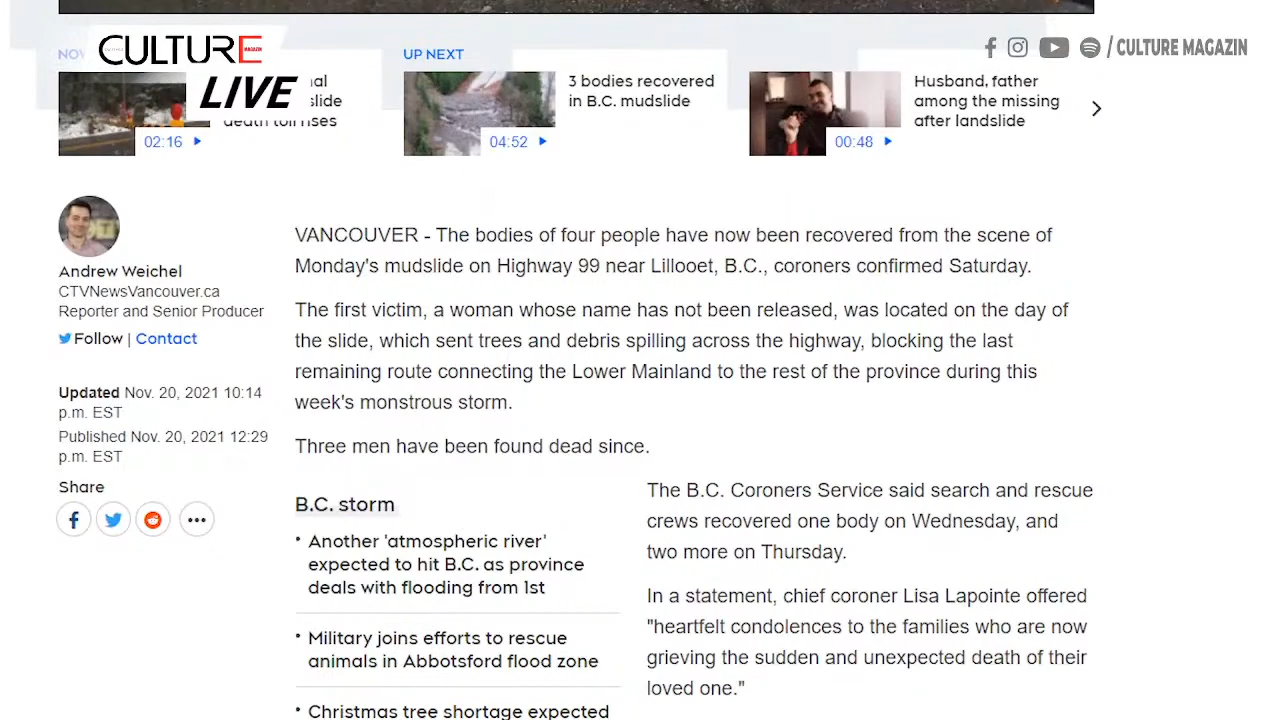 CULTURE
MAGAZIN
LIVE
/ CULTURE MAGAZIN
NOW
slide
death toll rises
02:16
UP NEXT
3 bodies recovered
in B.C. mudslide
04:52
Husband, father
among the missing
after landslide
00:48
Andrew Weichel
CTVNewsVancouver.ca
Reporter and Senior Producer
Follow | Contact
Updated Nov. 20, 2021 10:14
p.m. EST
Published Nov. 20, 2021 12:29
p.m. EST
Share
VANCOUVER - The bodies of four people have now been recovered from the scene of
Monday's mudslide on Highway 99 near Lillooet, B.C., coroners confirmed Saturday.
The first victim, a woman whose name has not been released, was located on the day of
the slide, which sent trees and debris spilling across the highway, blocking the last
remaining route connecting the Lower Mainland to the rest of the province during this
week's monstrous storm.
Three men have been found dead since.
B.C. storm
• Another 'atmospheric river'
expected to hit B.C. as province
deals with flooding from 1st
• Military joins efforts to rescue
animals in Abbotsford flood zone
• Christmas tree shortage expected
The B.C. Coroners Service said search and rescue
crews recovered one body on Wednesday, and
two more on Thursday.
In a statement, chief coroner Lisa Lapointe offered
"heartfelt condolences to the families who are now
grieving the sudden and unexpected death of their
loved one."